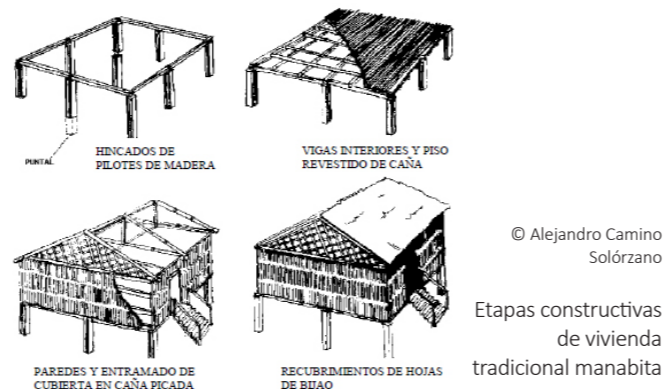 PUNTAL
HINCADOS DE
PILOTES DE MADERA
VIGAS INTERIORES Y PISO
REVESTIDO DE CAÑA
PAREDES Y ENTRAMADO DE
CUBIERTA EN CAÑA PICADA
RECUBRIMIENTOS DE HOJAS
DE BIJAO
© Alejandro Camino
Solórzano
Etapas constructivas
de vivienda
tradicional manabita